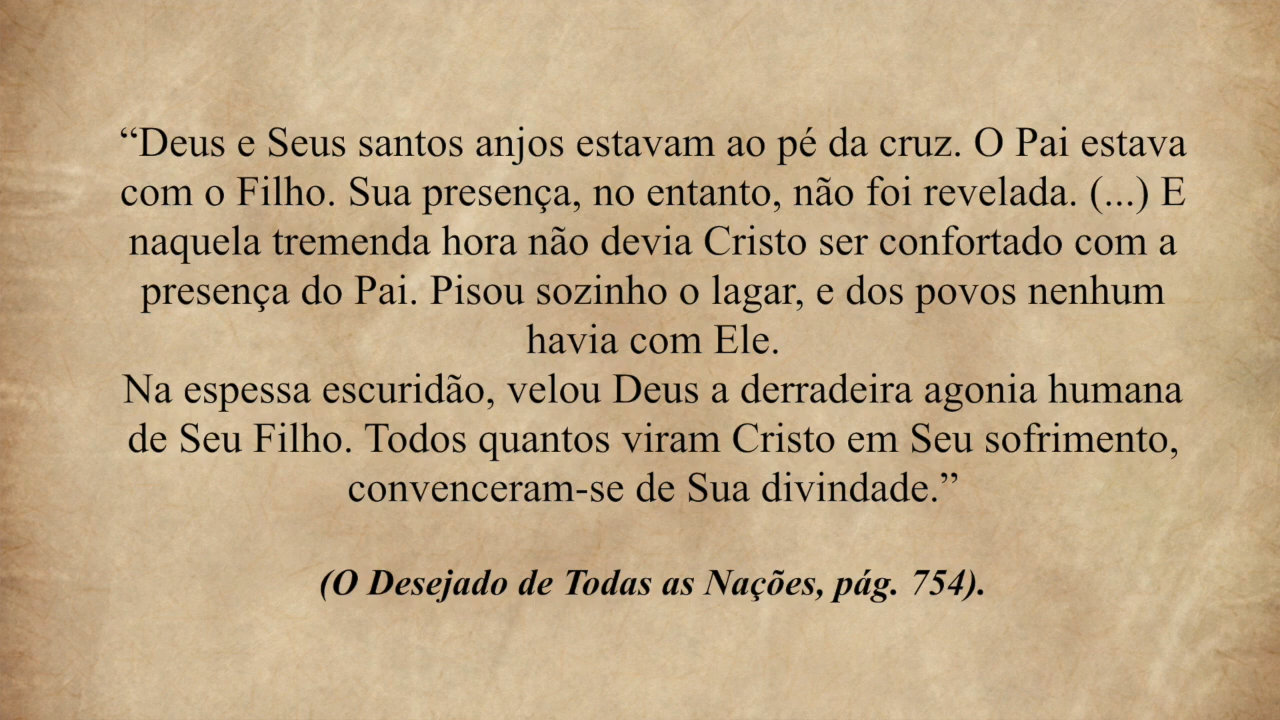 “Deus e Seus santos anjos estavam ao pé da cruz. O Pai estava
com o Filho. Sua presença, no entanto, não foi revelada. (...) E
naquela tremenda hora não devia Cristo ser confortado com a
presença do Pai. Pisou sozinho o lagar, e dos povos nenhum
havia com Ele.
Na espessa escuridão, velou Deus a derradeira agonia humana
de Seu Filho. Todos quantos viram Cristo em Seu sofrimento,
convenceram-se de Sua divindade.”
(O Desejado de Todas as Nações, pág. 754).